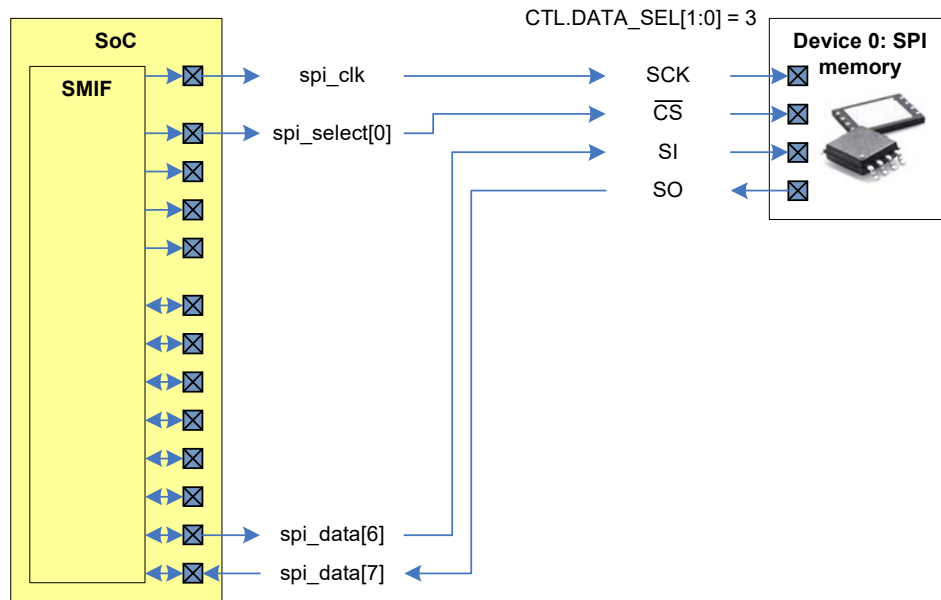 CTL.DATA_SEL[1:0] = 3
SoC
SMIF
Device 0: SPI
memory
spi_clk
SCK
spi_select[0]
C̅S̅
SI
SO
spi_data[6]
spi_data[7]